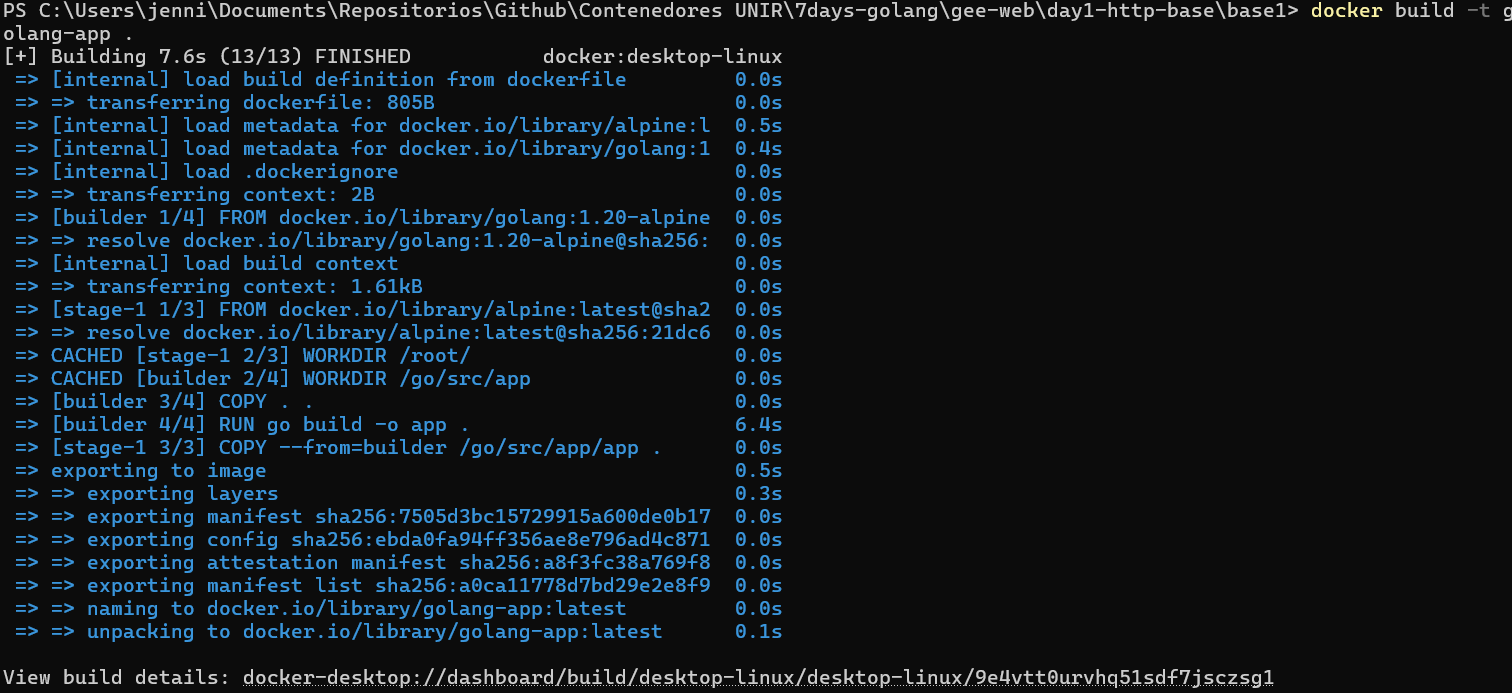 PS C:\Users\jenni\Documents\Repositorios\Github\Contenedores UNIR\7days-golang\gee-web\day1-http-base\base1> docker build -t g
olang-app .
[+] Building 7.6s (13/13) FINISHED docker:desktop-linux
=> [internal] load build definition from dockerfile 0.0s
=> => transferring dockerfile: 805B 0.0s
=> [internal] load metadata for docker.io/library/alpine:l 0.5s
=> [internal] load metadata for docker.io/library/golang:1 0.4s
=> [internal] load .dockerignore 0.0s
=> => transferring context: 2B 0.0s
=> [builder 1/4] FROM docker.io/library/golang:1.20-alpine 0.0s
=> => resolve docker.io/library/golang:1.20-alpine@sha256: 0.0s
=> [internal] load build context 0.0s
=> => transferring context: 1.61kB 0.0s
=> [stage-1 1/3] FROM docker.io/library/alpine:latest@sha2 0.0s
=> => resolve docker.io/library/alpine:latest@sha256:21dc6 0.0s
=> CACHED [stage-1 2/3] WORKDIR /root/ 0.0s
=> CACHED [builder 2/4] WORKDIR /go/src/app 0.0s
=> [builder 3/4] COPY . . 0.0s
=> [builder 4/4] RUN go build -o app . 6.4s
=> [stage-1 3/3] COPY --from=builder /go/src/app/app . 0.0s
=> exporting to image 0.5s
=> => exporting layers 0.3s
=> => exporting manifest sha256:7505d3bc15729915a600de0b17 0.0s
=> => exporting config sha256:ebda0fa94ff356ae8e796ad4c871 0.0s
=> => exporting attestation manifest sha256:a8f3fc38a769f8 0.0s
=> => exporting manifest list sha256:a0ca11778d7bd29e2e8f9 0.0s
=> => naming to docker.io/library/golang-app:latest 0.0s
=> => unpacking to docker.io/library/golang-app:latest 0.1s
View build details: docker-desktop://dashboard/build/desktop-linux/desktop-linux/9e4vtt0urvhq51sdf7jsczsg1